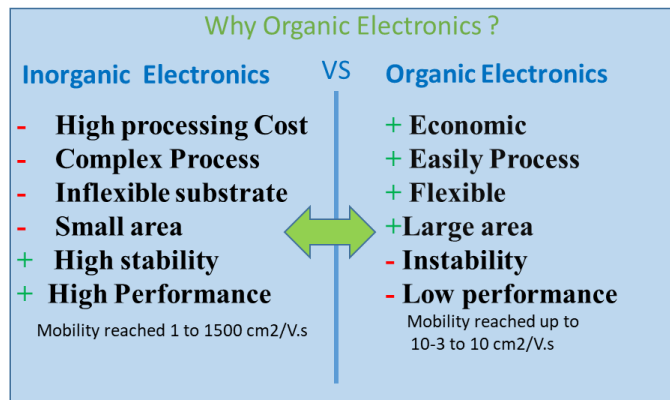 Why Organic Electronics ?
Inorganic Electronics
VS
Organic Electronics
- High processing Cost
- Complex Process
- Inflexible substrate
- Small area
+ High stability
+ High Performance
Mobility reached 1 to 1500 cm2/V.s
+ Economic
+ Easily Process
+ Flexible
+Large area
- Instability
- Low performance
Mobility reached up to
10-3 to 10 cm2/V.s